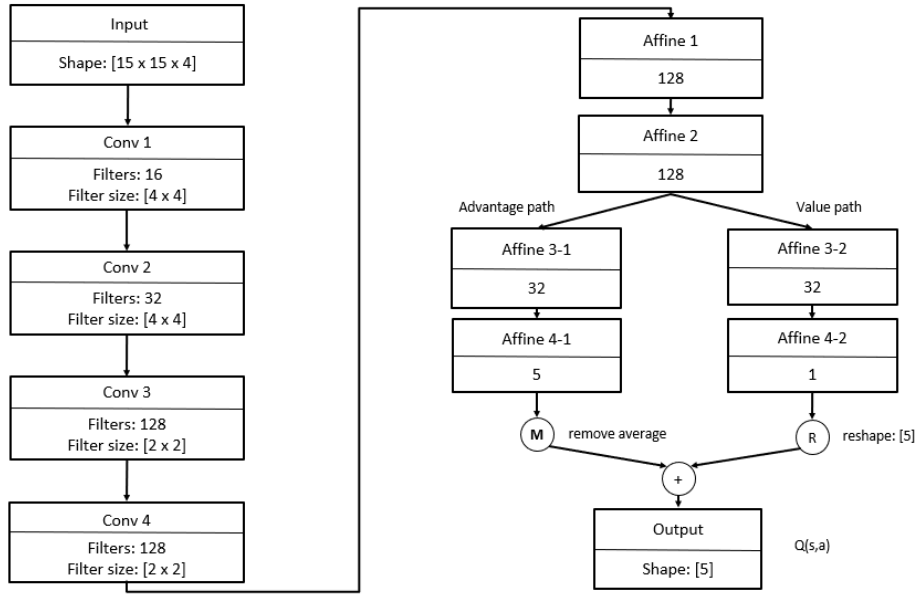 Input
Shape: [15 x 15 x 4]
Conv 1
Filters: 16
Filter size: [4 x 4]
Conv 2
Filters: 32
Filter size: [4 x 4]
Conv 3
Filters: 128
Filter size: [2 x 2]
Conv 4
Filters: 128
Filter size: [2 x 2]
Affine 1
128
Affine 2
128
Advantage path
Value path
Affine 3-1
32
Affine 3-2
32
Affine 4-1
5
Affine 4-2
1
M
remove average
R
reshape: [5]
+
Output
Shape: [5]
Q(s,a)